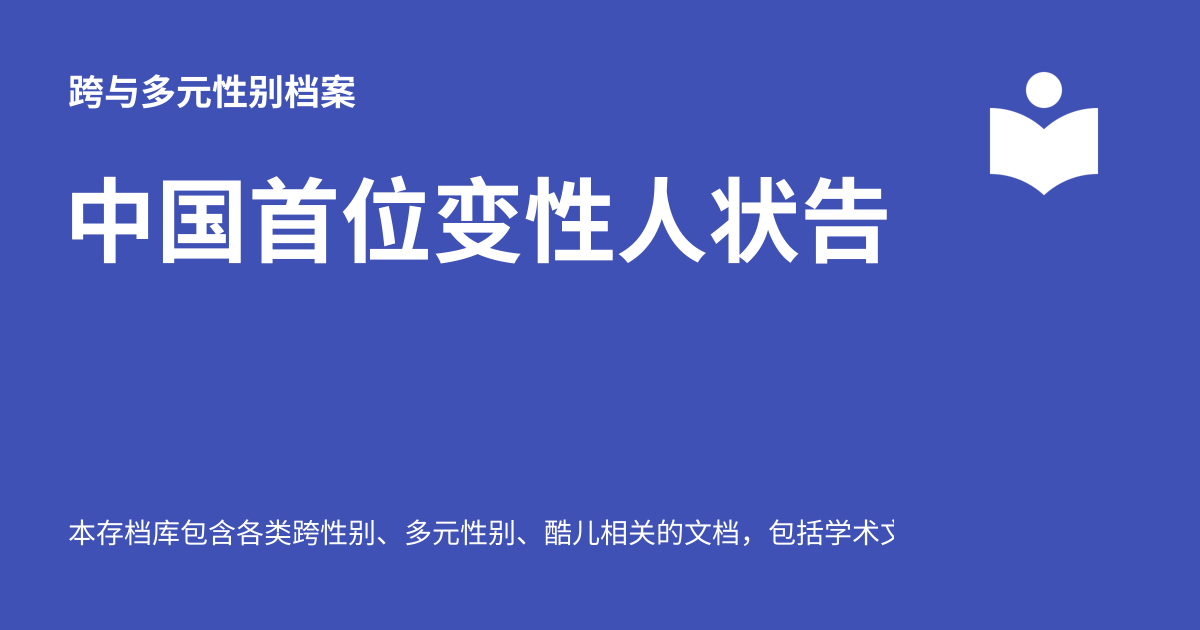 跨与多元性别档案
中国首位变性人状告
本存档库包含各类跨性别、多元性别、酷儿相关的文档，包括学术